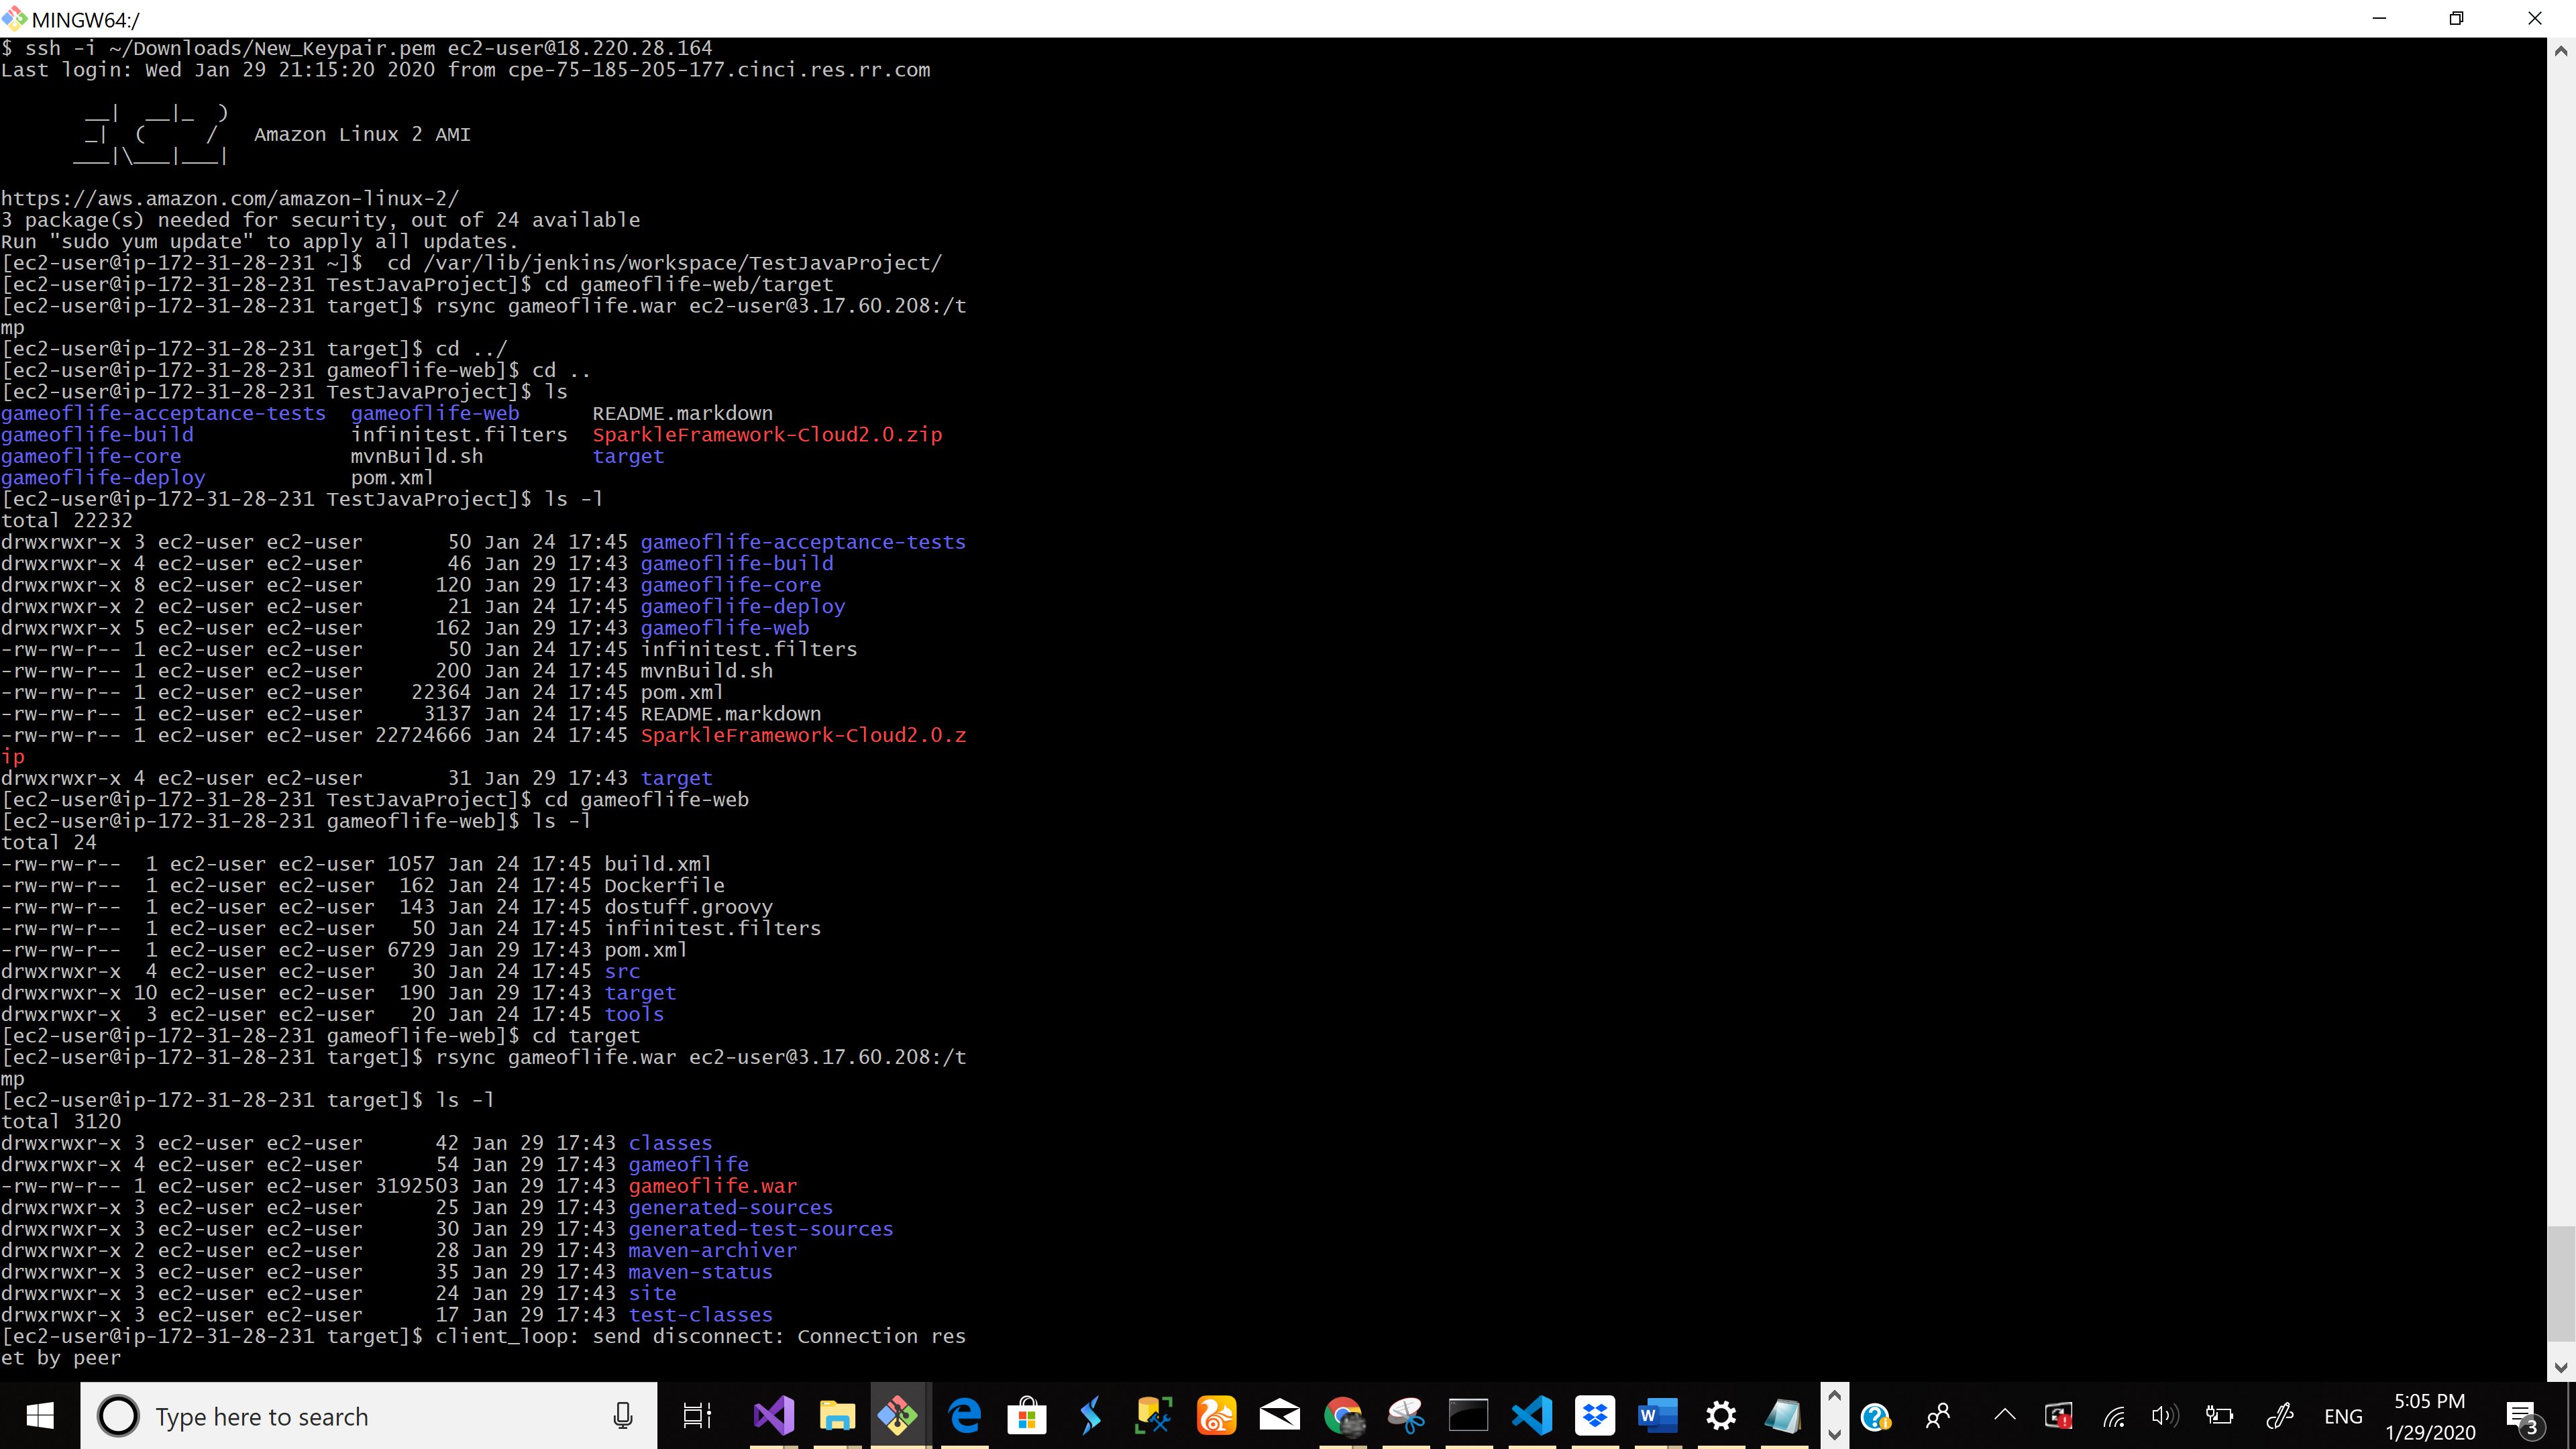 MINGW64:/
$ ssh -i ~/Downloads/New_Keypair.pem ec2-user@18.220.28.164
Last login: Wed Jan 29 21:15:20 2020 from cpe-75-185-205-177.cinci.res.rr.com
       __|  __|_  )
       _|  (     /   Amazon Linux 2 AMI
      ___|\___|___|
https://aws.amazon.com/amazon-linux-2/
3 package(s) needed for security, out of 24 available
Run "sudo yum update" to apply all updates.
[ec2-user@ip-172-31-28-231 ~]$  cd /var/lib/jenkins/workspace/TestJavaProject/
[ec2-user@ip-172-31-28-231 TestJavaProject]$ cd gameoflife-web/target
[ec2-user@ip-172-31-28-231 target]$ rsync gameoflife.war ec2-user@3.17.60.208:/t
mp
[ec2-user@ip-172-31-28-231 target]$ cd ../
[ec2-user@ip-172-31-28-231 gameoflife-web]$ cd ..
[ec2-user@ip-172-31-28-231 TestJavaProject]$ ls
gameoflife-acceptance-tests  gameoflife-web      README.markdown
gameoflife-build             infinitest.filters  SparkleFramework-Cloud2.0.zip
gameoflife-core              mvnBuild.sh         target
gameoflife-deploy            pom.xml
[ec2-user@ip-172-31-28-231 TestJavaProject]$ ls -l
total 22232
drwxrwxr-x 3 ec2-user ec2-user       50 Jan 24 17:45 gameoflife-acceptance-tests
drwxrwxr-x 4 ec2-user ec2-user       46 Jan 29 17:43 gameoflife-build
drwxrwxr-x 8 ec2-user ec2-user      120 Jan 29 17:43 gameoflife-core
drwxrwxr-x 2 ec2-user ec2-user       21 Jan 24 17:45 gameoflife-deploy
drwxrwxr-x 5 ec2-user ec2-user      162 Jan 29 17:43 gameoflife-web
-rw-rw-r-- 1 ec2-user ec2-user       50 Jan 24 17:45 infinitest.filters
-rw-rw-r-- 1 ec2-user ec2-user      200 Jan 24 17:45 mvnBuild.sh
-rw-rw-r-- 1 ec2-user ec2-user    22364 Jan 24 17:45 pom.xml
-rw-rw-r-- 1 ec2-user ec2-user     3137 Jan 24 17:45 README.markdown
-rw-rw-r-- 1 ec2-user ec2-user 22724666 Jan 24 17:45 SparkleFramework-Cloud2.0.z
ip
drwxrwxr-x 4 ec2-user ec2-user       31 Jan 29 17:43 target
[ec2-user@ip-172-31-28-231 TestJavaProject]$ cd gameoflife-web
[ec2-user@ip-172-31-28-231 gameoflife-web]$ ls -l
total 24
-rw-rw-r--  1 ec2-user ec2-user 1057 Jan 24 17:45 build.xml
-rw-rw-r--  1 ec2-user ec2-user  162 Jan 24 17:45 Dockerfile
-rw-rw-r--  1 ec2-user ec2-user  143 Jan 24 17:45 dostuff.groovy
-rw-rw-r--  1 ec2-user ec2-user   50 Jan 24 17:45 infinitest.filters
-rw-rw-r--  1 ec2-user ec2-user 6729 Jan 29 17:43 pom.xml
drwxrwxr-x  4 ec2-user ec2-user   30 Jan 24 17:45 src
drwxrwxr-x 10 ec2-user ec2-user  190 Jan 29 17:43 target
drwxrwxr-x  3 ec2-user ec2-user   20 Jan 24 17:45 tools
[ec2-user@ip-172-31-28-231 gameoflife-web]$ cd target
[ec2-user@ip-172-31-28-231 target]$ rsync gameoflife.war ec2-user@3.17.60.208:/t
mp
[ec2-user@ip-172-31-28-231 target]$ ls -l
total 3120
drwxrwxr-x 3 ec2-user ec2-user      42 Jan 29 17:43 classes
drwxrwxr-x 4 ec2-user ec2-user      54 Jan 29 17:43 gameoflife
-rw-rw-r-- 1 ec2-user ec2-user 3192503 Jan 29 17:43 gameoflife.war
drwxrwxr-x 3 ec2-user ec2-user      25 Jan 29 17:43 generated-sources
drwxrwxr-x 3 ec2-user ec2-user      30 Jan 29 17:43 generated-test-sources
drwxrwxr-x 2 ec2-user ec2-user      28 Jan 29 17:43 maven-archiver
drwxrwxr-x 3 ec2-user ec2-user      35 Jan 29 17:43 maven-status
drwxrwxr-x 3 ec2-user ec2-user      24 Jan 29 17:43 site
drwxrwxr-x 3 ec2-user ec2-user      17 Jan 29 17:43 test-classes
[ec2-user@ip-172-31-28-231 target]$ client_loop: send disconnect: Connection res
et by peer
Type here to search
ENG
5:05 PM
1/29/2020
3